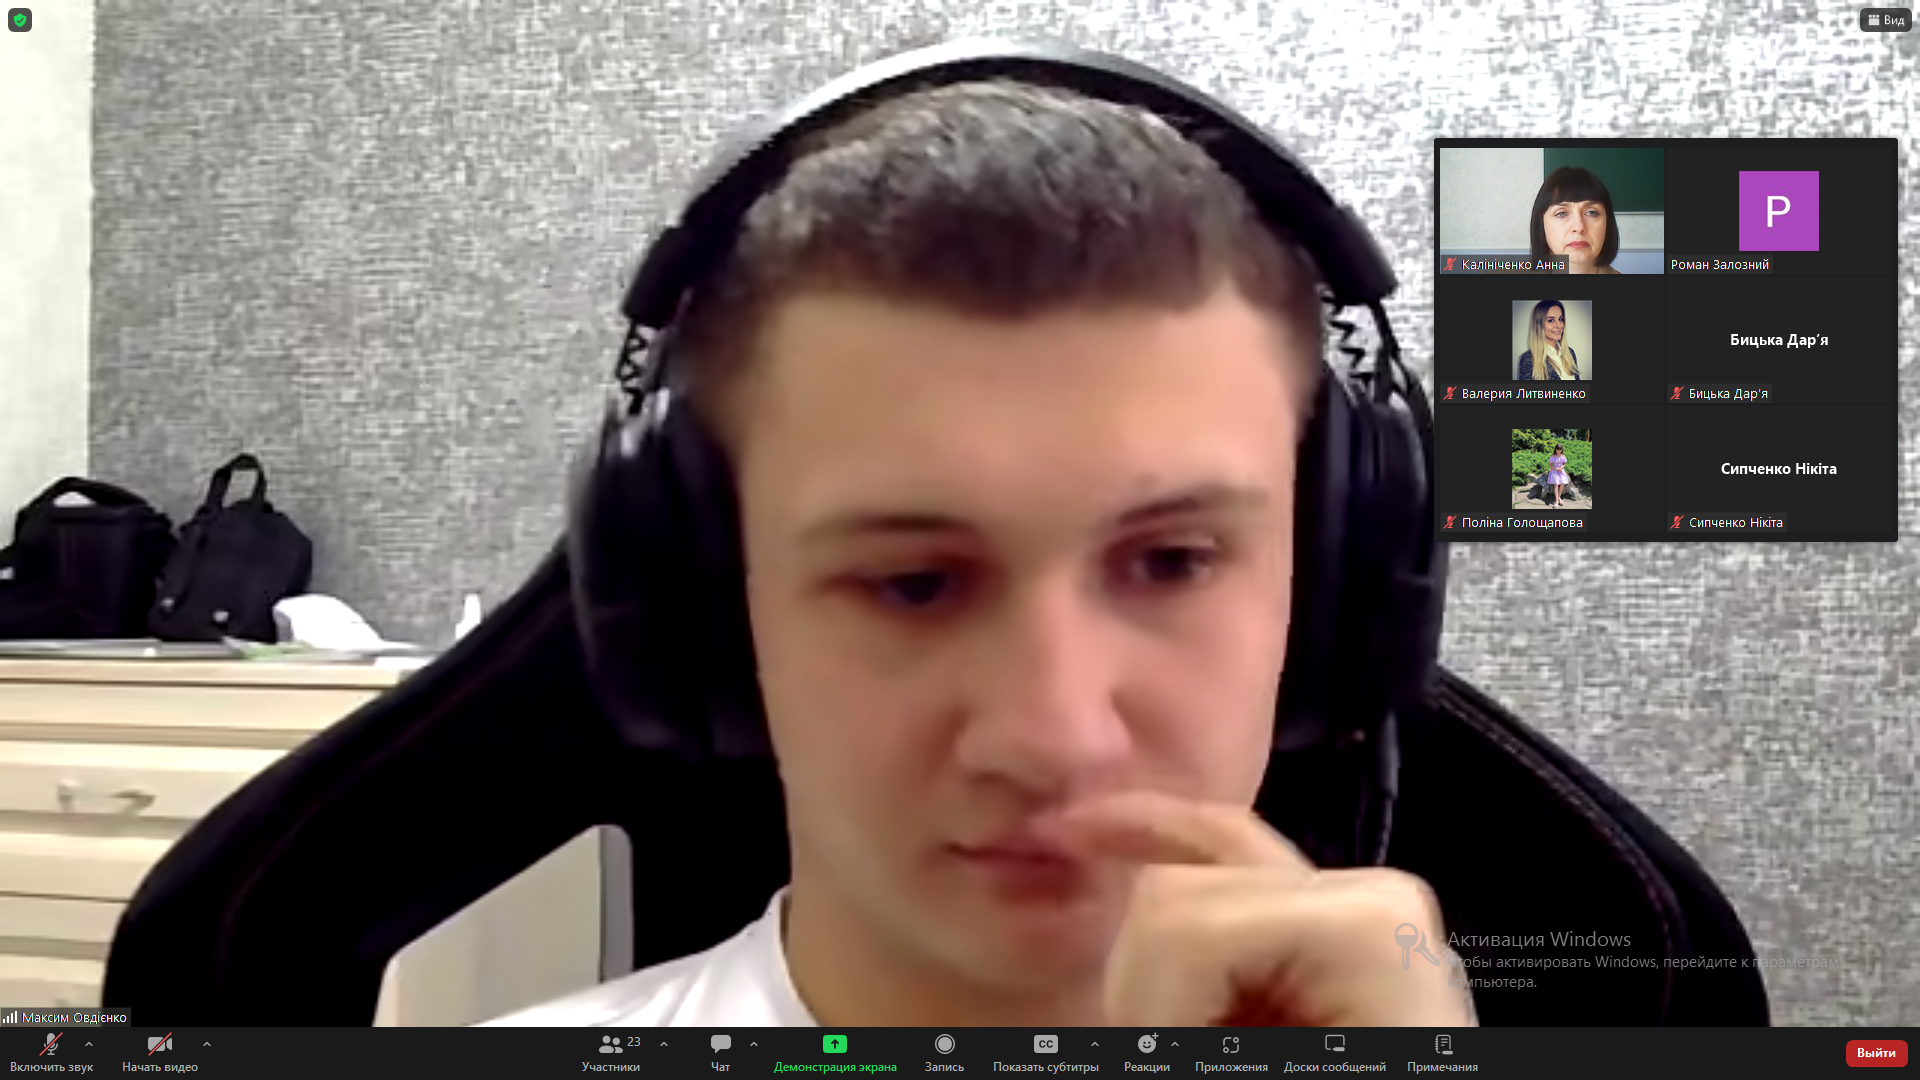 Вид
Калініченко Анна
P
Роман Залозний
Валерия Литвиненко
Бицька Дар’я
Бицька Дар'я
Поліна Голощапова
Сипченко Нікіта
Сипченко Нікіта
Активация Windows
Чтобы активировать Windows, перейдите к параметрам
компьютера.
Максим Овдієнко
Включить звук
Начать видео
23
Участники
Чат
Демонстрация экрана
Запись
CC
Показать субтитры
Реакции
Приложения
Доски сообщений
Примечания
Выйти